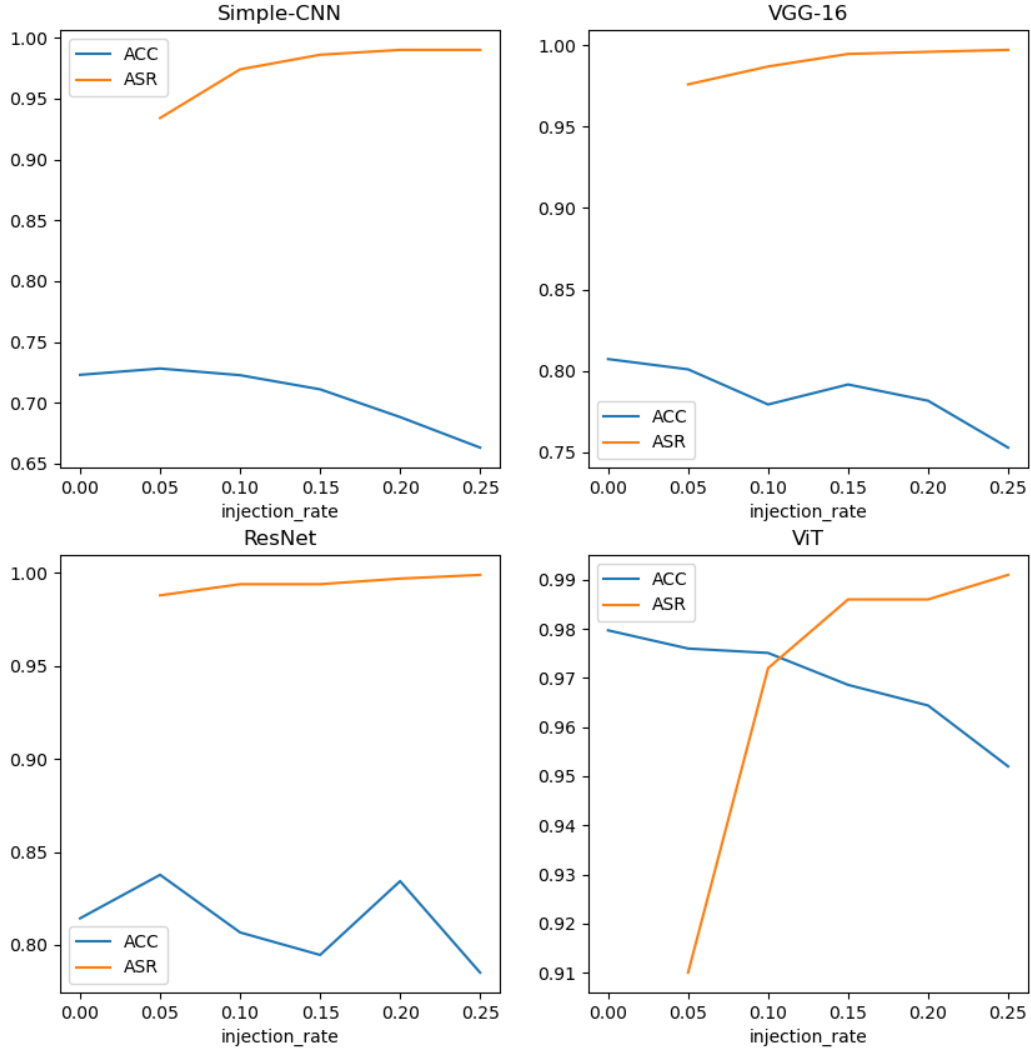 Simple-CNN
1.00
0.95
0.90
0.85
0.80
0.75
0.70
0.65
ACC
ASR
0.00 0.05 0.10 0.15 0.20 0.25
injection_rate
VGG-16
1.00
0.95
0.90
0.85
0.80
0.75
ACC
ASR
0.00 0.05 0.10 0.15 0.20 0.25
injection_rate
ResNet
1.00
0.95
0.90
0.85
0.80
ACC
ASR
0.00 0.05 0.10 0.15 0.20 0.25
injection_rate
ViT
0.99
0.98
0.97
0.96
0.95
0.94
0.93
0.92
0.91
ACC
ASR
0.00 0.05 0.10 0.15 0.20 0.25
injection_rate